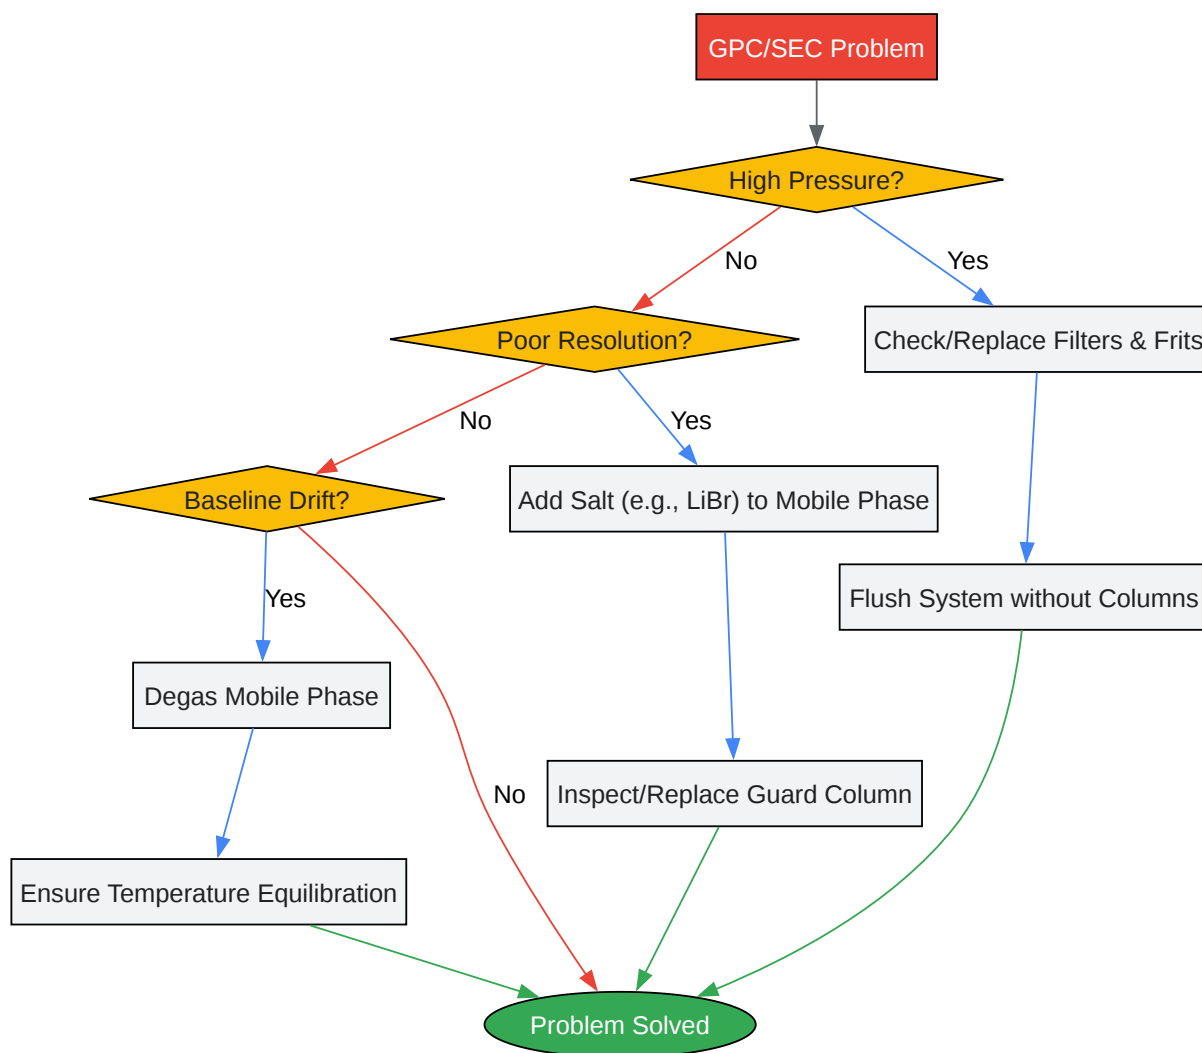 GPC/SEC Problem
High Pressure?
No
Yes
Poor Resolution?
Check/Replace Filters & Frits
No
Yes
Baseline Drift?
Add Salt (e.g., LiBr) to Mobile Phase
Yes
Flush System without Columns
Degas Mobile Phase
No
Inspect/Replace Guard Column
Ensure Temperature Equilibration
Problem Solved